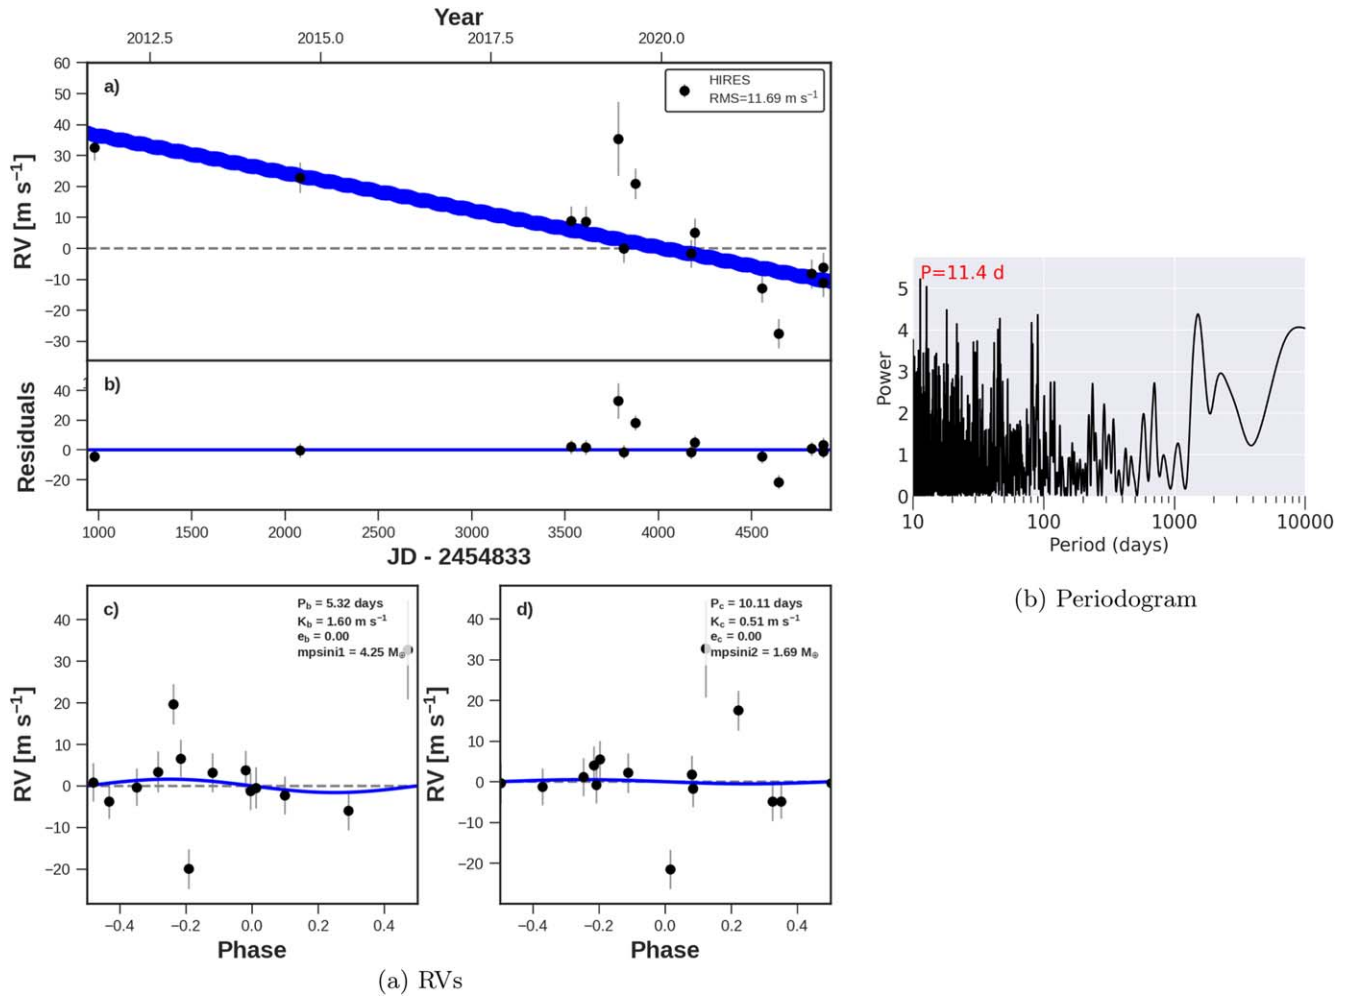 Year
2012.5 2015.0 2017.5 2020.0
a)
HIRES
RMS=11.69 m s⁻¹
RV [m s⁻¹]
60
50
40
30
20
10
0
−10
−20
−30
b)
Residuals
40
20
0
−20
1000 1500 2000 2500 3000 3500 4000 4500
JD - 2454833
c)
P_b = 5.32 days
K_b = 1.60 m s⁻¹
e_b = 0.00
mpsini1 = 4.25 M⊕
RV [m s⁻¹]
40
30
20
10
0
−10
−20
−0.4 −0.2 0.0 0.2 0.4
Phase
d)
P_c = 10.11 days
K_c = 0.51 m s⁻¹
e_c = 0.00
mpsini2 = 1.69 M⊕
RV [m s⁻¹]
40
30
20
10
0
−10
−20
−0.4 −0.2 0.0 0.2 0.4
Phase
(a) RVs
P=11.4 d
Power
5
4
3
2
1
0
10 100 1000 10000
Period (days)
(b) Periodogram